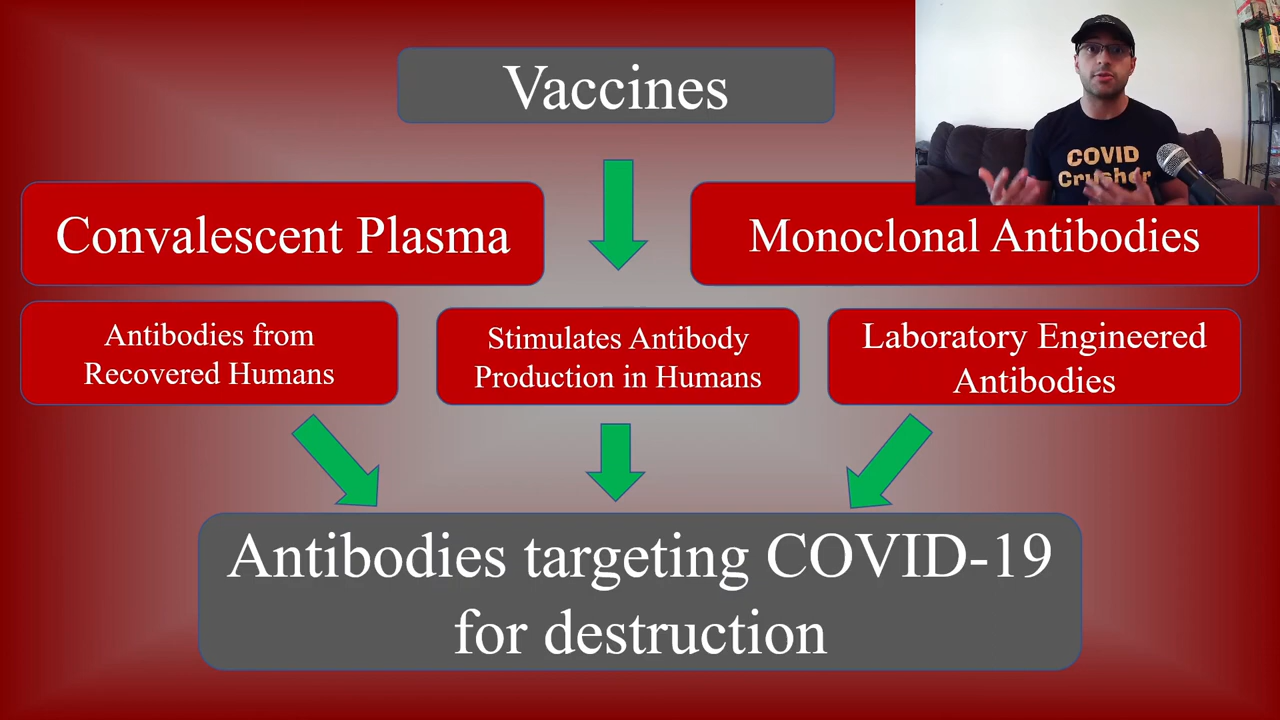 Vaccines
COVID
Crusher
Convalescent Plasma
Monoclonal Antibodies
Antibodies from
Recovered Humans
Stimulates Antibody
Production in Humans
Laboratory Engineered
Antibodies
Antibodies targeting COVID-19
for destruction